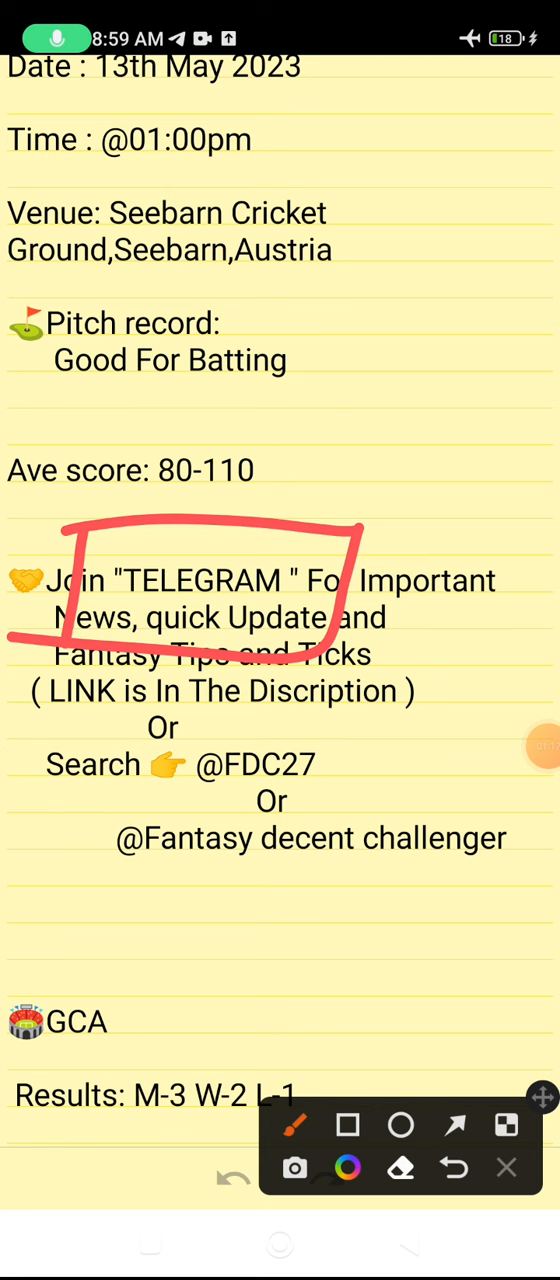 8:59 AM
18
Date : 13th May 2023
Time : @01:00pm
Venue: Seebarn Cricket
Ground,Seebarn,Austria
⛳Pitch record:
Good For Batting
Ave score: 80-110
🤝Join "TELEGRAM " For Important
News, quick Update and
Fantasy Tips and Ticks
( LINK is In The Discription )
Or
Search 👉 @FDC27
Or
@Fantasy decent challenger
🏟️GCA
Results: M-3 W-2 L-1